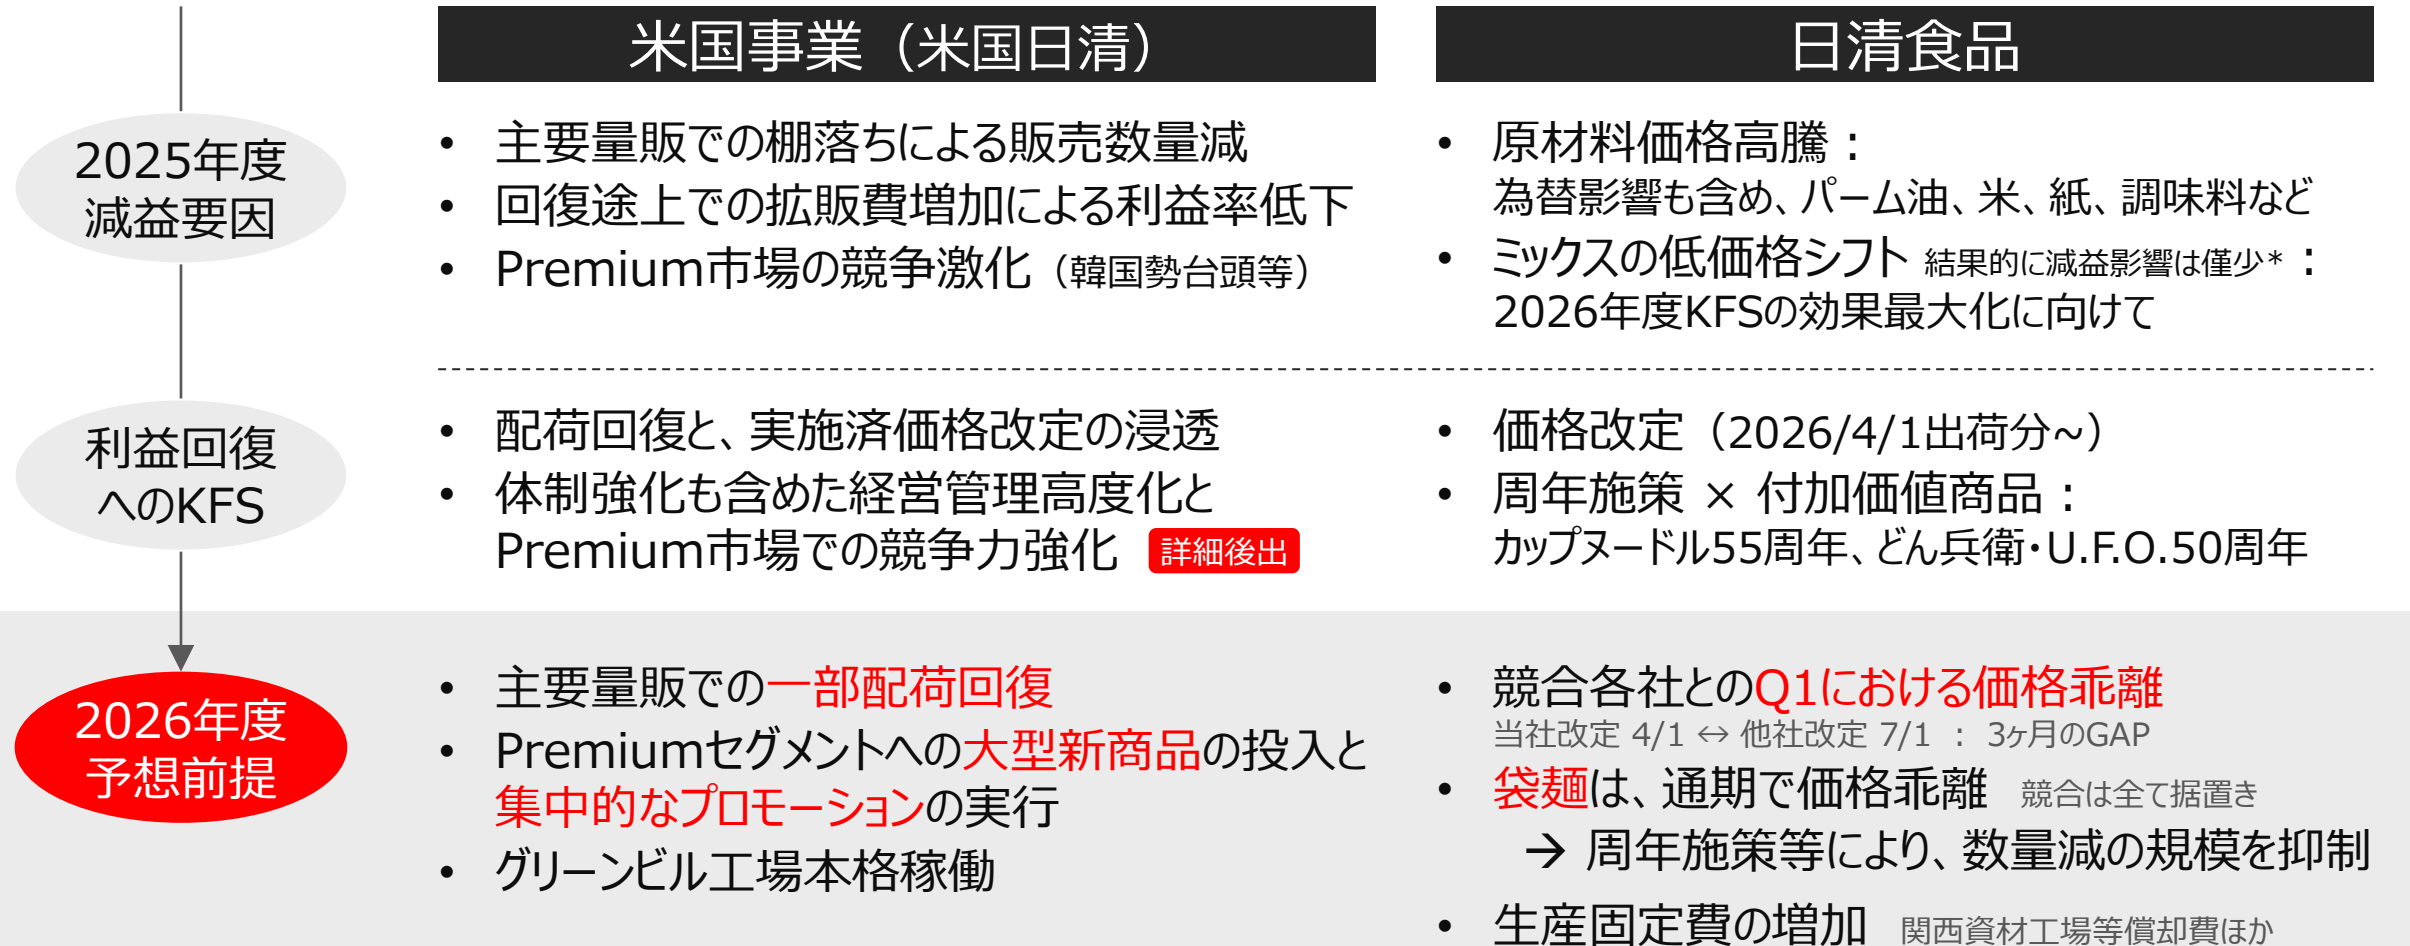 米国事業（米国日清）
日清食品
2025年度
減益要因
• 主要量販での棚落ちによる販売数量減
• 回復途上での拡販費増加による利益率低下
• Premium市場の競争激化（韓国勢台頭等）
• 原材料価格高騰：
為替影響も含め、パーム油、米、紙、調味料など
• ミックスの低価格シフト 結果的に減益影響は僅少*：
2026年度KFSの効果最大化に向けて
利益回復
へのKFS
• 配荷回復と、実施済価格改定の浸透
• 体制強化も含めた経営管理高度化と
Premium市場での競争力強化 詳細後出
• 価格改定（2026/4/1出荷分~）
• 周年施策 × 付加価値商品：
カップヌードル55周年、どん兵衛・U.F.O.50周年
2026年度
予想前提
• 主要量販での一部配荷回復
• Premiumセグメントへの大型新商品の投入と
集中的なプロモーションの実行
• グリーンビル工場本格稼働
• 競合各社とのQ1における価格乖離
当社改定 4/1 ↔ 他社改定 7/1 ： 3ヶ月のGAP
• 袋麺は、通期で価格乖離 競合は全て据置き
→ 周年施策等により、数量減の規模を抑制
• 生産固定費の増加 関西資材工場等償却費ほか